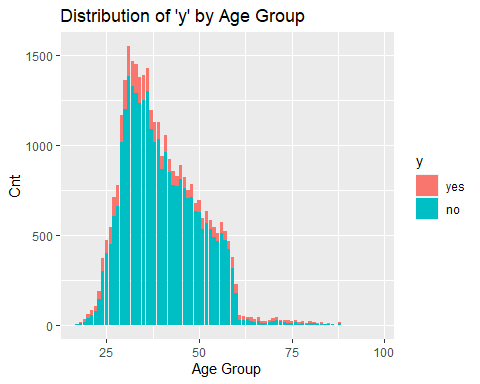 Distribution of 'y' by Age Group
1500
1000
500
0
Cnt
25
50
75
100
Age Group
y
yes
no